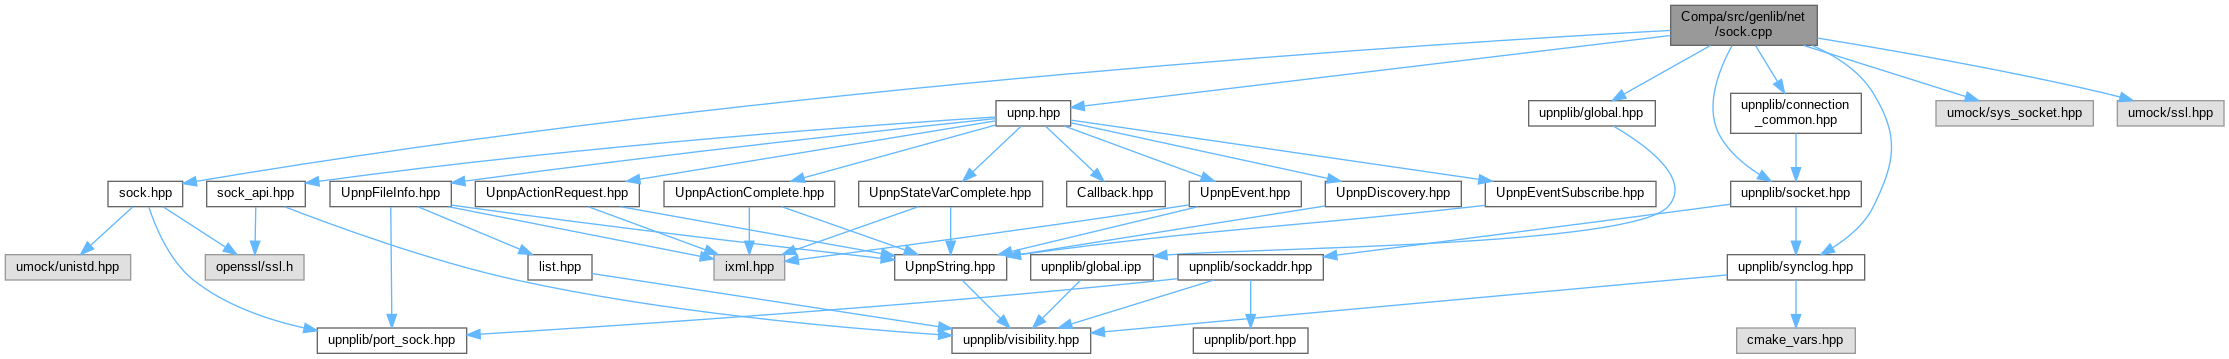 Compa/src/genlib/net
/sock.cpp
upnp.hpp
upnplib/global.hpp
upnplib/connection
_common.hpp
umock/sys_socket.hpp
umock/ssl.hpp
sock.hpp
sock_api.hpp
UpnpFileInfo.hpp
UpnpActionRequest.hpp
UpnpActionComplete.hpp
UpnpStateVarComplete.hpp
Callback.hpp
UpnpEvent.hpp
UpnpDiscovery.hpp
UpnpEventSubscribe.hpp
upnplib/socket.hpp
umock/unistd.hpp
openssl/ssl.h
list.hpp
ixml.hpp
UpnpString.hpp
upnplib/global.ipp
upnplib/sockaddr.hpp
upnplib/synclog.hpp
upnplib/port_sock.hpp
upnplib/visibility.hpp
upnplib/port.hpp
cmake_vars.hpp